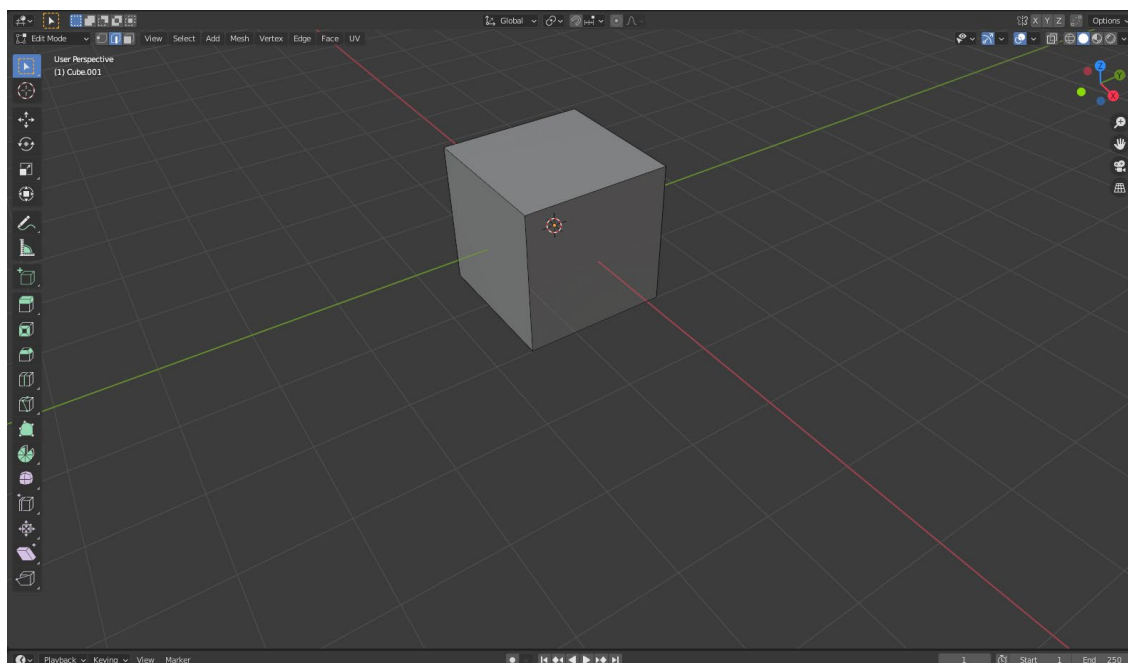 Global X Y Z Options
Edit Mode View Select Add Mesh Vertex Edge Face UV
User Perspective
(1) Cube.001
Z
Y
X
Playback Keying View Marker 1 Start 1 End 250